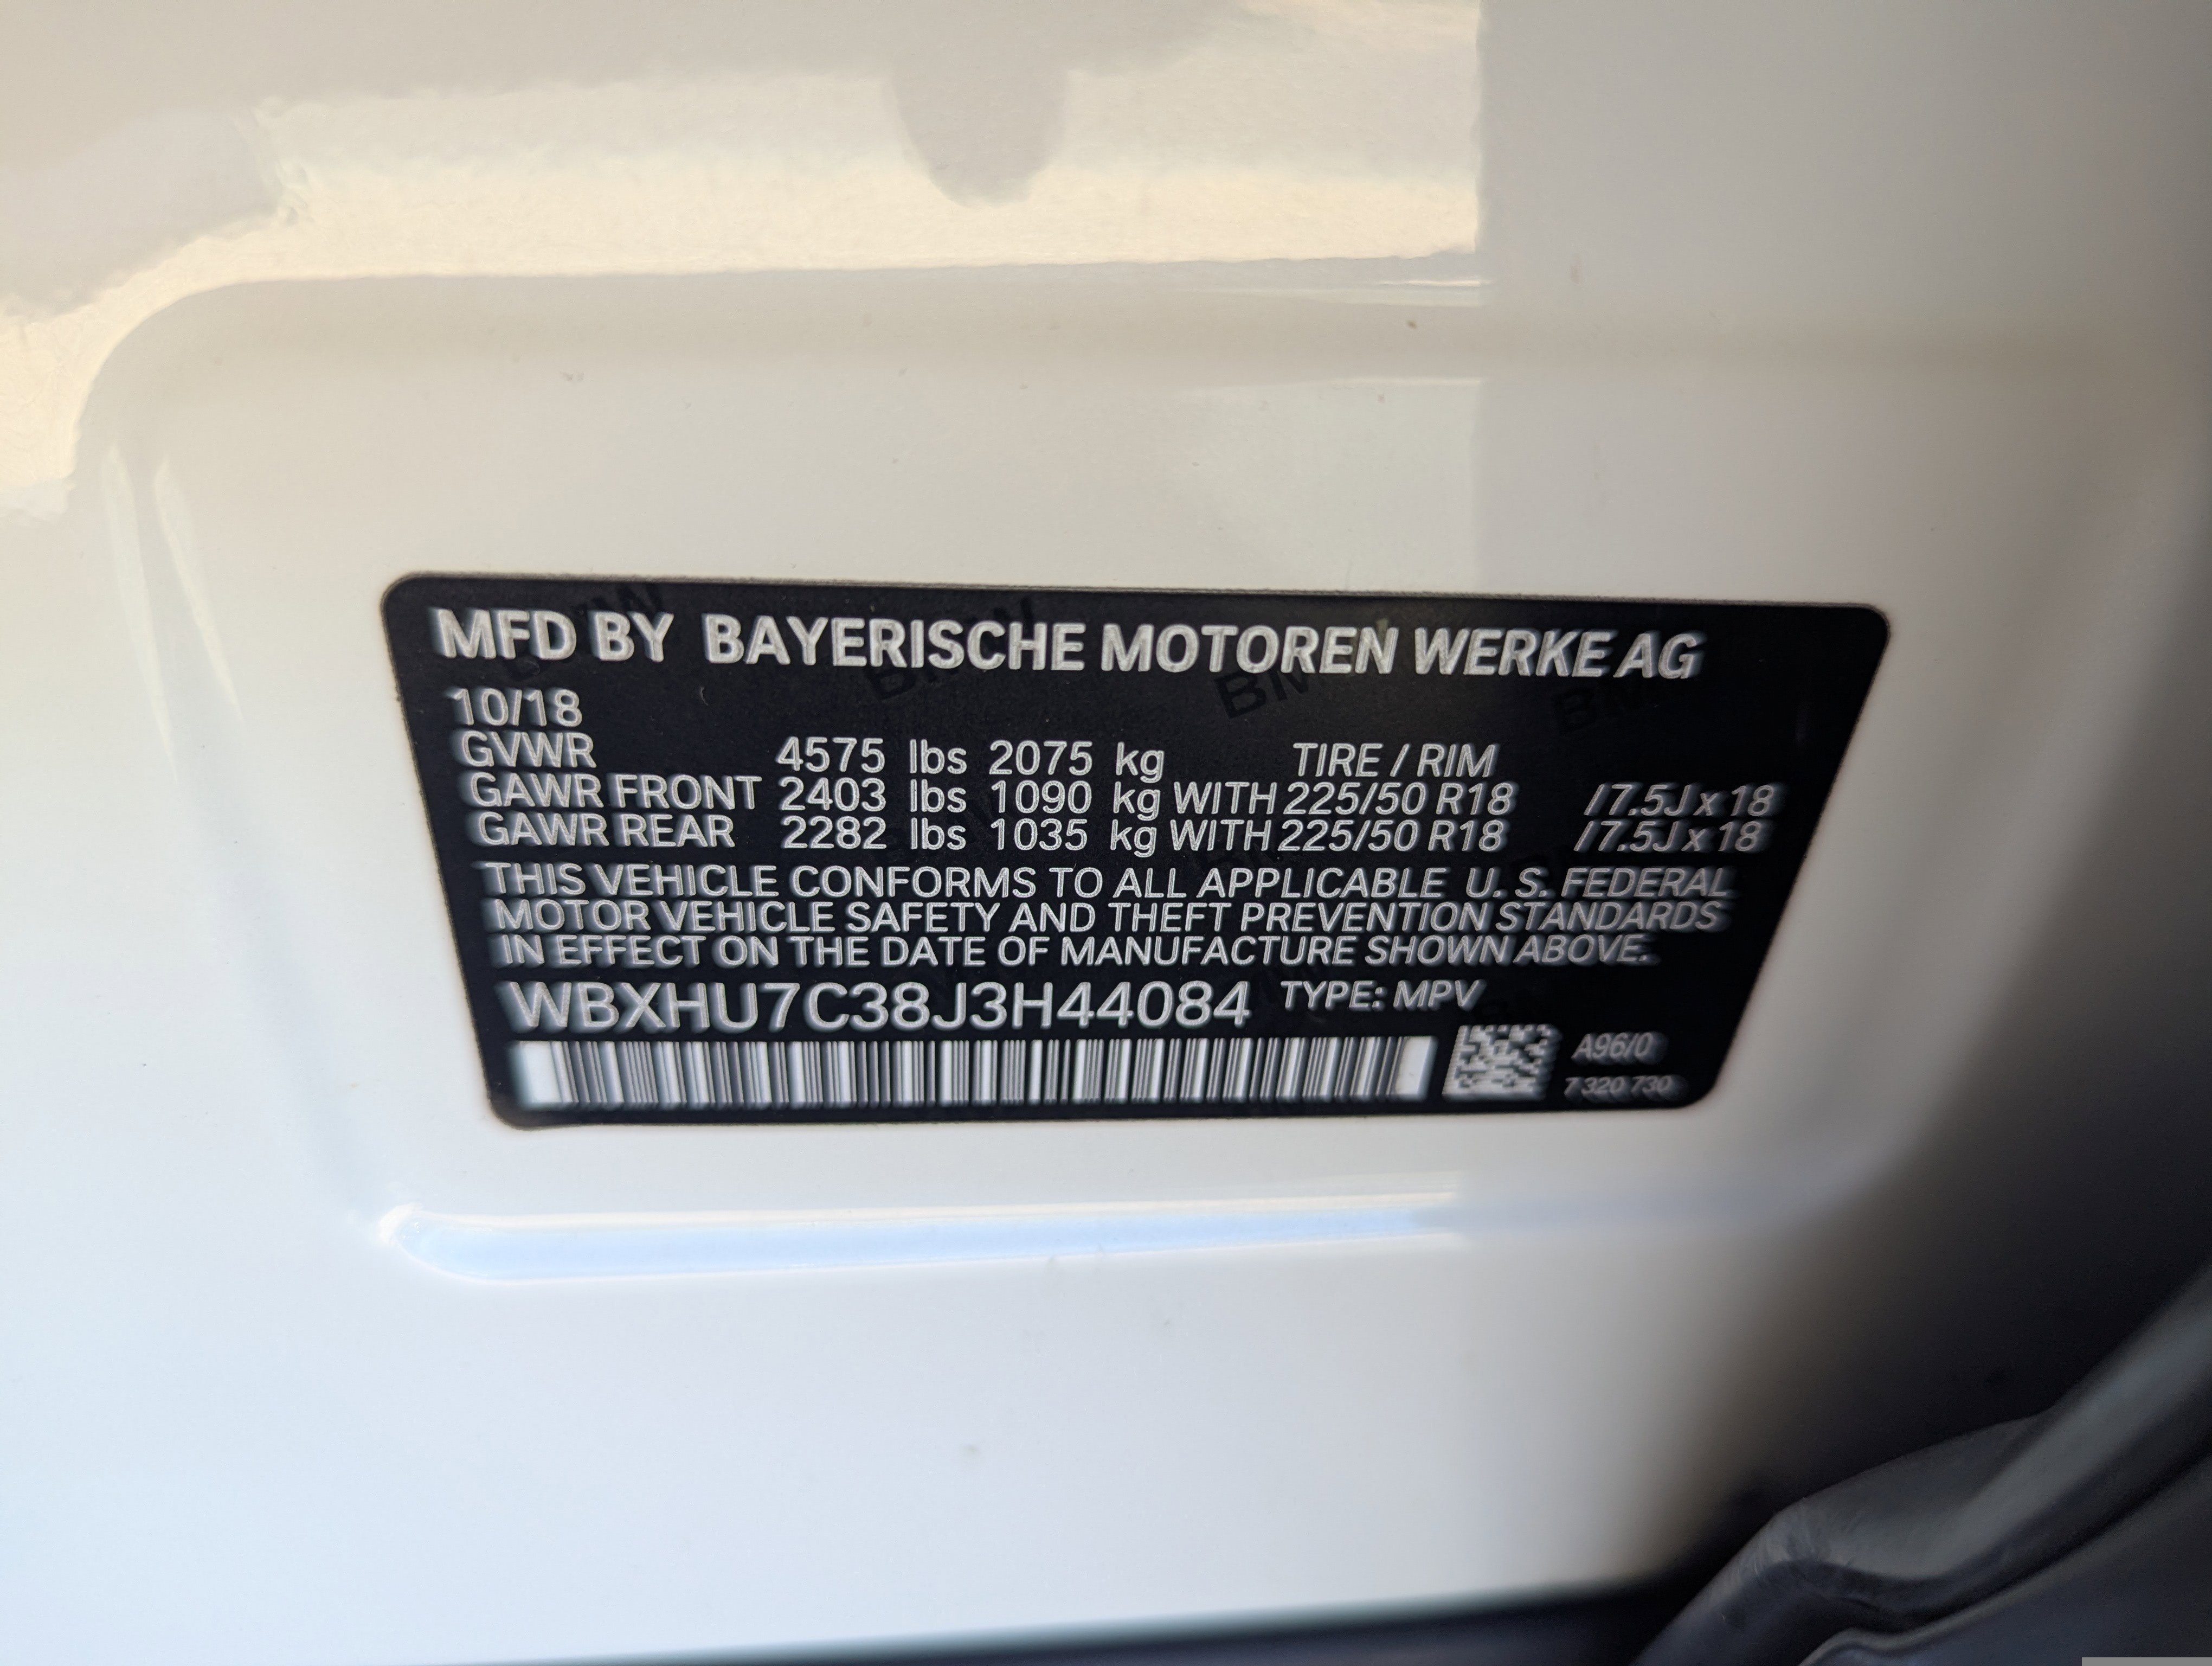 MFD BY BAYERISCHE MOTOREN WERKE AG
10/18
GVWR 4575 lbs 2075 kg TIRE / RIM
GAWR FRONT 2403 lbs 1090 kg WITH 225/50 R18 /7.5J x 18
GAWR REAR 2282 lbs 1035 kg WITH 225/50 R18 /7.5J x 18
THIS VEHICLE CONFORMS TO ALL APPLICABLE U. S. FEDERAL
MOTOR VEHICLE SAFETY AND THEFT PREVENTION STANDARDS
IN EFFECT ON THE DATE OF MANUFACTURE SHOWN ABOVE.
WBXHU7C38J3H44084 TYPE: MPV
A96/0
7 320 730